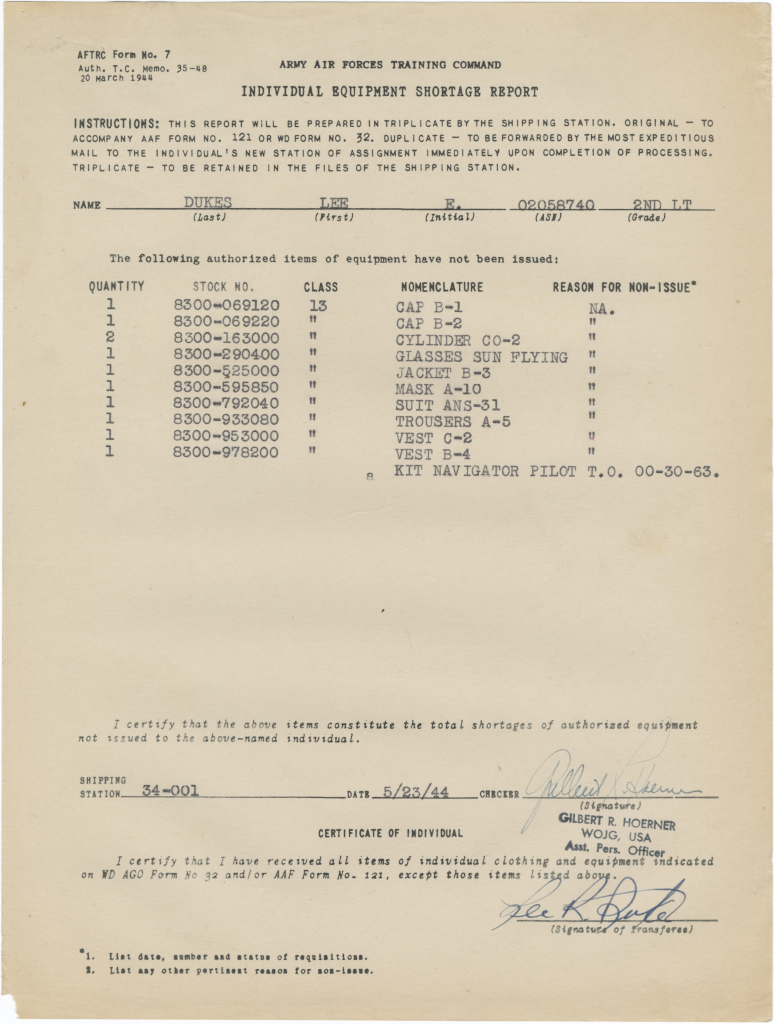 AFTRC Form No. 7
Auth. T.C. Memo. 35-48
20 March 1944
ARMY AIR FORCES TRAINING COMMAND
INDIVIDUAL EQUIPMENT SHORTAGE REPORT
INSTRUCTIONS: THIS REPORT WILL BE PREPARED IN TRIPLICATE BY THE SHIPPING STATION. ORIGINAL — TO
ACCOMPANY AAF FORM NO. 121 OR WD FORM NO. 32. DUPLICATE — TO BE FORWARDED BY THE MOST EXPEDITIOUS
MAIL TO THE INDIVIDUAL'S NEW STATION OF ASSIGNMENT IMMEDIATELY UPON COMPLETION OF PROCESSING.
TRIPLICATE — TO BE RETAINED IN THE FILES OF THE SHIPPING STATION.
NAME DUKES LEE E. 02058740 2ND LT
(Last) (First) (Initial) (ASN) (Grade)
The following authorized items of equipment have not been issued:
QUANTITY STOCK NO. CLASS NOMENCLATURE REASON FOR NON-ISSUE*
1 8300-069120 13 CAP B-1 NA.
1 8300-069220 " CAP B-2 "
2 8300-163000 " CYLINDER CO-2 "
1 8300-290400 " GLASSES SUN FLYING "
1 8300-525000 " JACKET B-3 "
1 8300-595850 " MASK A-10 "
1 8300-792040 " SUIT ANS-31 "
1 8300-933080 " TROUSERS A-5 "
1 8300-953000 " VEST C-2 "
1 8300-978200 " VEST B-4 "
a KIT NAVIGATOR PILOT T.O. 00-30-63.
I certify that the above items constitute the total shortages of authorized equipment
not issued to the above-named individual.
SHIPPING
STATION 34-001 DATE 5/23/44 CHECKER Gilbert R Hoerner
(Signature)
GILBERT R. HOERNER
WOJG, USA
Asst. Pers. Officer
CERTIFICATE OF INDIVIDUAL
I certify that I have received all items of individual clothing and equipment indicated
on WD AGO Form No 32 and/or AAF Form No. 121, except those items listed above.
Lee R. Dukes
(Signature of Transferee)
*1. List date, number and status of requisitions.
2. List any other pertinent reason for non-issue.